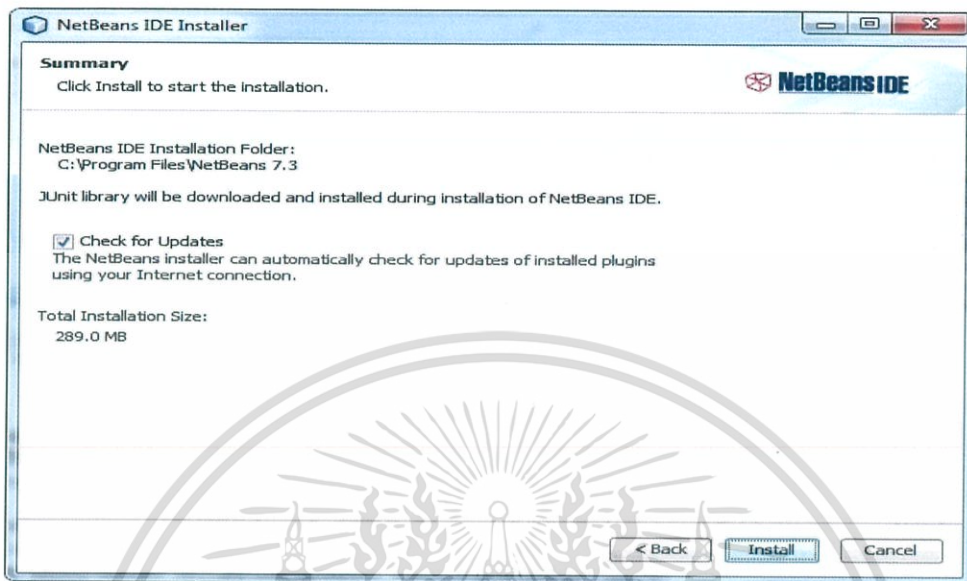 NetBeans IDE Installer
Summary
Click Install to start the installation.
NetBeans IDE
NetBeans IDE Installation Folder:
C:\Program Files\NetBeans 7.3
JUnit library will be downloaded and installed during installation of NetBeans IDE.
Check for Updates
The NetBeans installer can automatically check for updates of installed plugins
using your Internet connection.
Total Installation Size:
289.0 MB
< Back Install Cancel